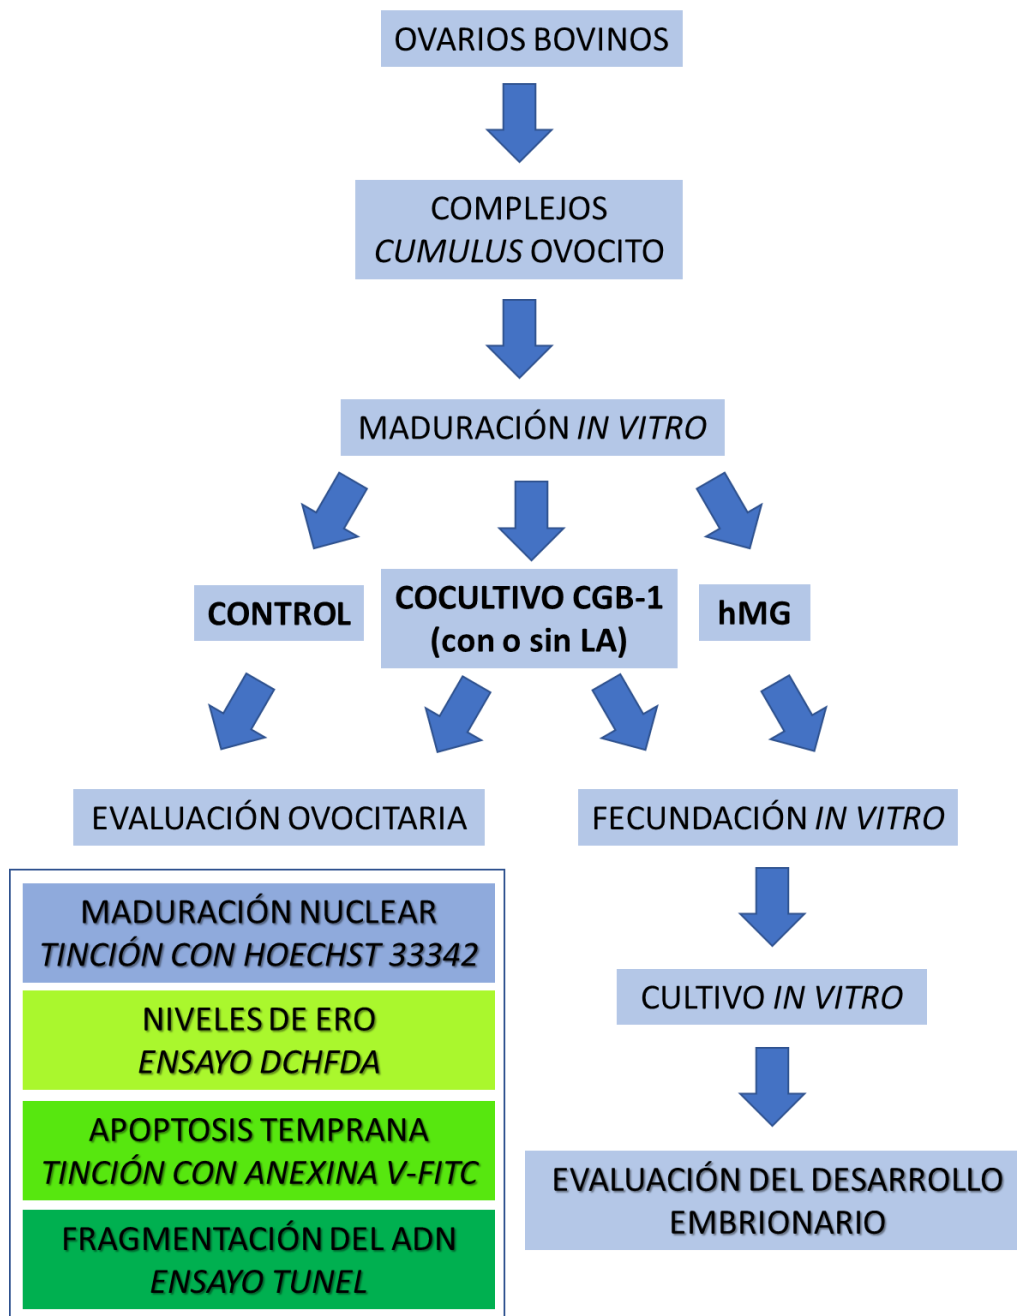 OVARIOS BOVINOS
COMPLEJOS
CUMULUS OVOCITO
MADURACIÓN IN VITRO
CONTROL
COCULTIVO CGB-1
(con o sin LA)
hMG
EVALUACIÓN OVOCITARIA
FECUNDACIÓN IN VITRO
MADURACIÓN NUCLEAR
TINCIÓN CON HOECHST 33342
NIVELES DE ERO
ENSAYO DCHFDA
APOPTOSIS TEMPRANA
TINCIÓN CON ANEXINA V-FITC
FRAGMENTACIÓN DEL ADN
ENSAYO TUNEL
CULTIVO IN VITRO
EVALUACIÓN DEL DESARROLLO
EMBRIONARIO